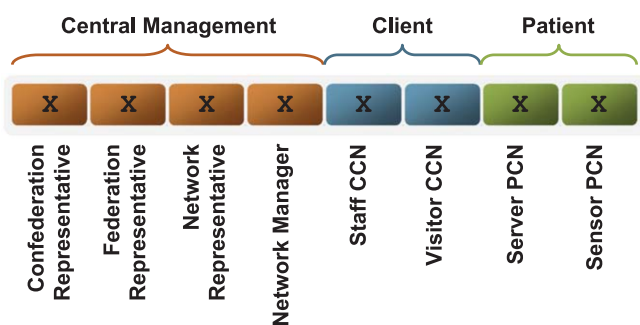 Central Management Client Patient
X X X X X X X X
Confederation
Representative
Federation
Representative
Network
Representative
Network Manager
Staff CCN
Visitor CCN
Server PCN
Sensor PCN